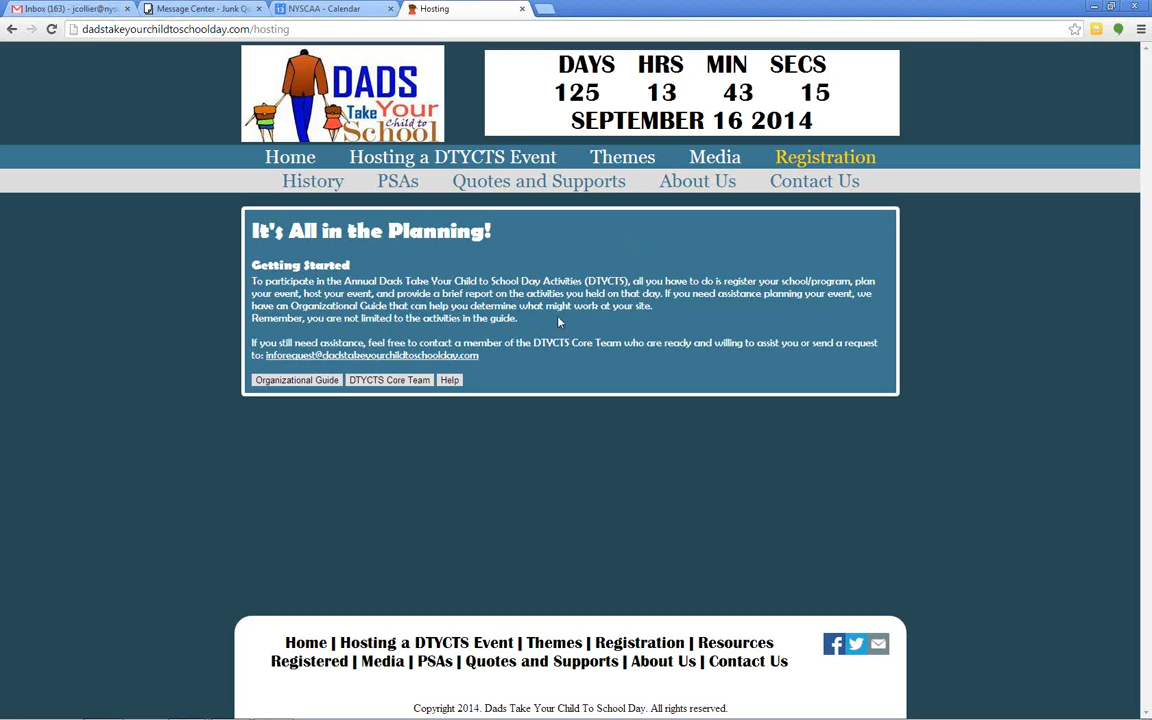 Inbox (163) - jcollier@nys
Message Center - Junk Q
NYSCAA - Calendar
Hosting
dadstakeyourchildtoschoolday.com/hosting
DADS
Take Your
Child to
School
DAYS HRS MIN SECS
125 13 43 15
SEPTEMBER 16 2014
Home Hosting a DTYCTS Event Themes Media Registration
History PSAs Quotes and Supports About Us Contact Us
It's All in the Planning!
Getting Started
To participate in the Annual Dads Take Your Child to School Day Activities (DTYCTS), all you have to do is register your school/program, plan
your event, host your event, and provide a brief report on the activities you held on that day. If you need assistance planning your event, we
have an Organizational Guide that can help you determine what might work at your site.
Remember, you are not limited to the activities in the guide.
If you still need assistance, feel free to contact a member of the DTYCTS Core Team who are ready and willing to assist you or send a request
to: inforequest@dadstakeyourchildtoschoolday.com
Organizational Guide DTYCTS Core Team Help
Home | Hosting a DTYCTS Event | Themes | Registration | Resources
Registered | Media | PSAs | Quotes and Supports | About Us | Contact Us
Copyright 2014. Dads Take Your Child To School Day. All rights reserved.